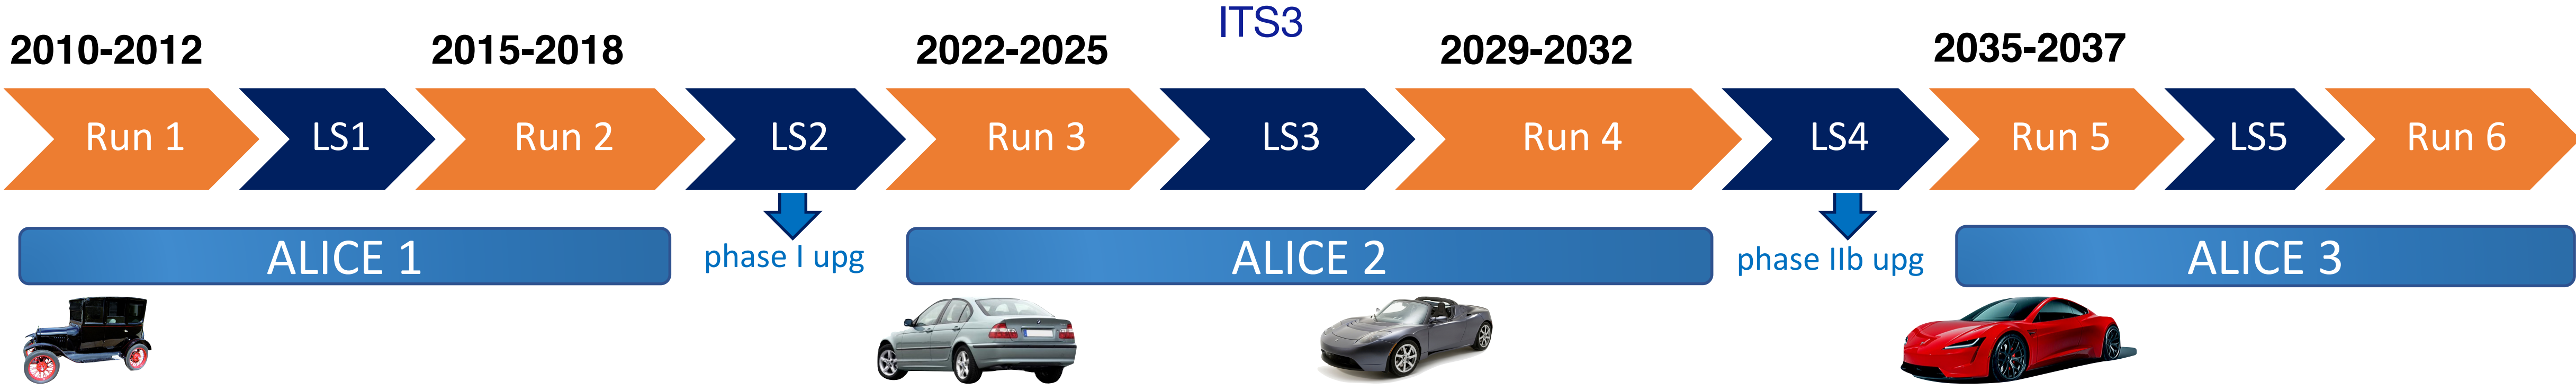 ITS3
2010-2012 2015-2018 2022-2025 2029-2032 2035-2037
Run 1 LS1 Run 2 LS2 Run 3 LS3 Run 4 LS4 Run 5 LS5 Run 6
ALICE 1 phase I upg ALICE 2 phase IIb upg ALICE 3